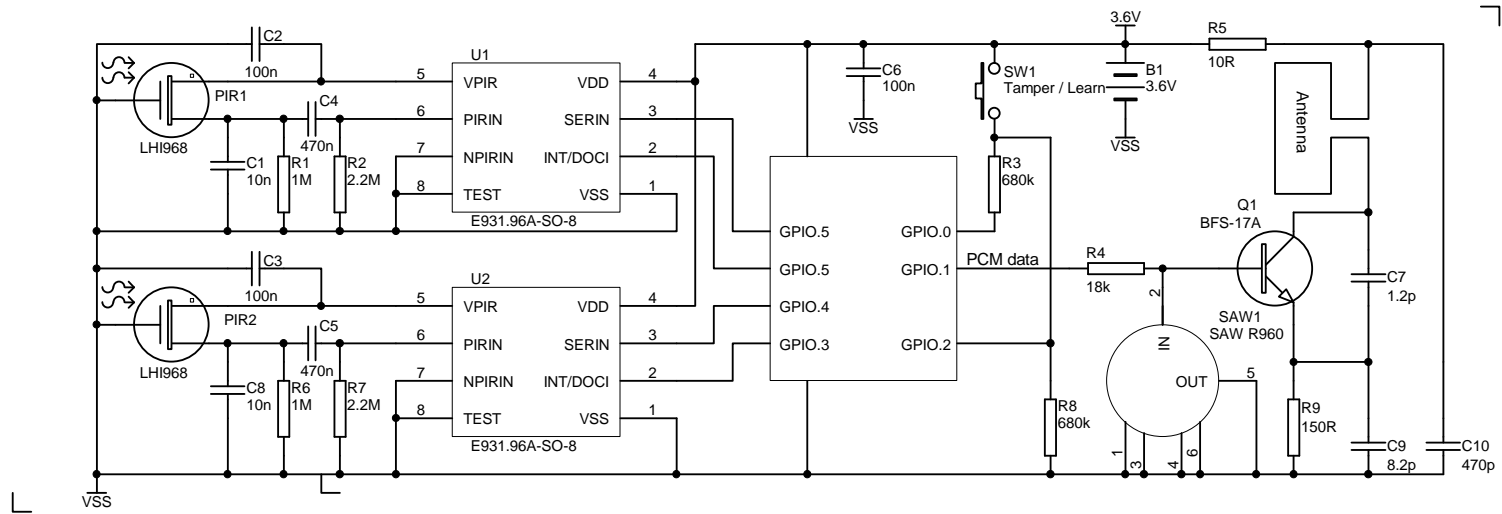 C2
100n
PIR1
LHI968
C1
10n
R1
1M
C4
470n
R2
2.2M
U1
5 VPIR VDD 4
6 PIRIN SERIN 3
7 NPIRIN INT/DOCI 2
8 TEST VSS 1
E931.96A-SO-8
C3
100n
PIR2
LHI968
C8
10n
R6
1M
C5
470n
R7
2.2M
U2
5 VPIR VDD 4
6 PIRIN SERIN 3
7 NPIRIN INT/DOCI 2
8 TEST VSS 1
E931.96A-SO-8
VSS
C6
100n
VSS
SW1
Tamper / Learn
3.6V
B1
3.6V
VSS
R5
10R
Antenna
R3
680k
GPIO.5 GPIO.0
GPIO.5 GPIO.1
GPIO.4
GPIO.3 GPIO.2
PCM data
R4
18k
R8
680k
Q1
BFS-17A
SAW1
SAW R960
2
IN
OUT
5
1
3
4
6
C7
1.2p
R9
150R
C9
8.2p
C10
470p